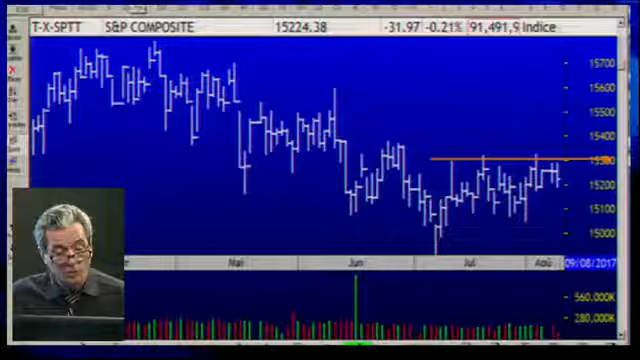 T-X-SPTT S&P COMPOSITE 15224.38 -31.97 -0.21% 91,491,9 Indice
15700
15600
15500
15400
15300
15200
15100
15000
Mai Jun Jul Aoû 09/08/2017
560,000K
280,000K